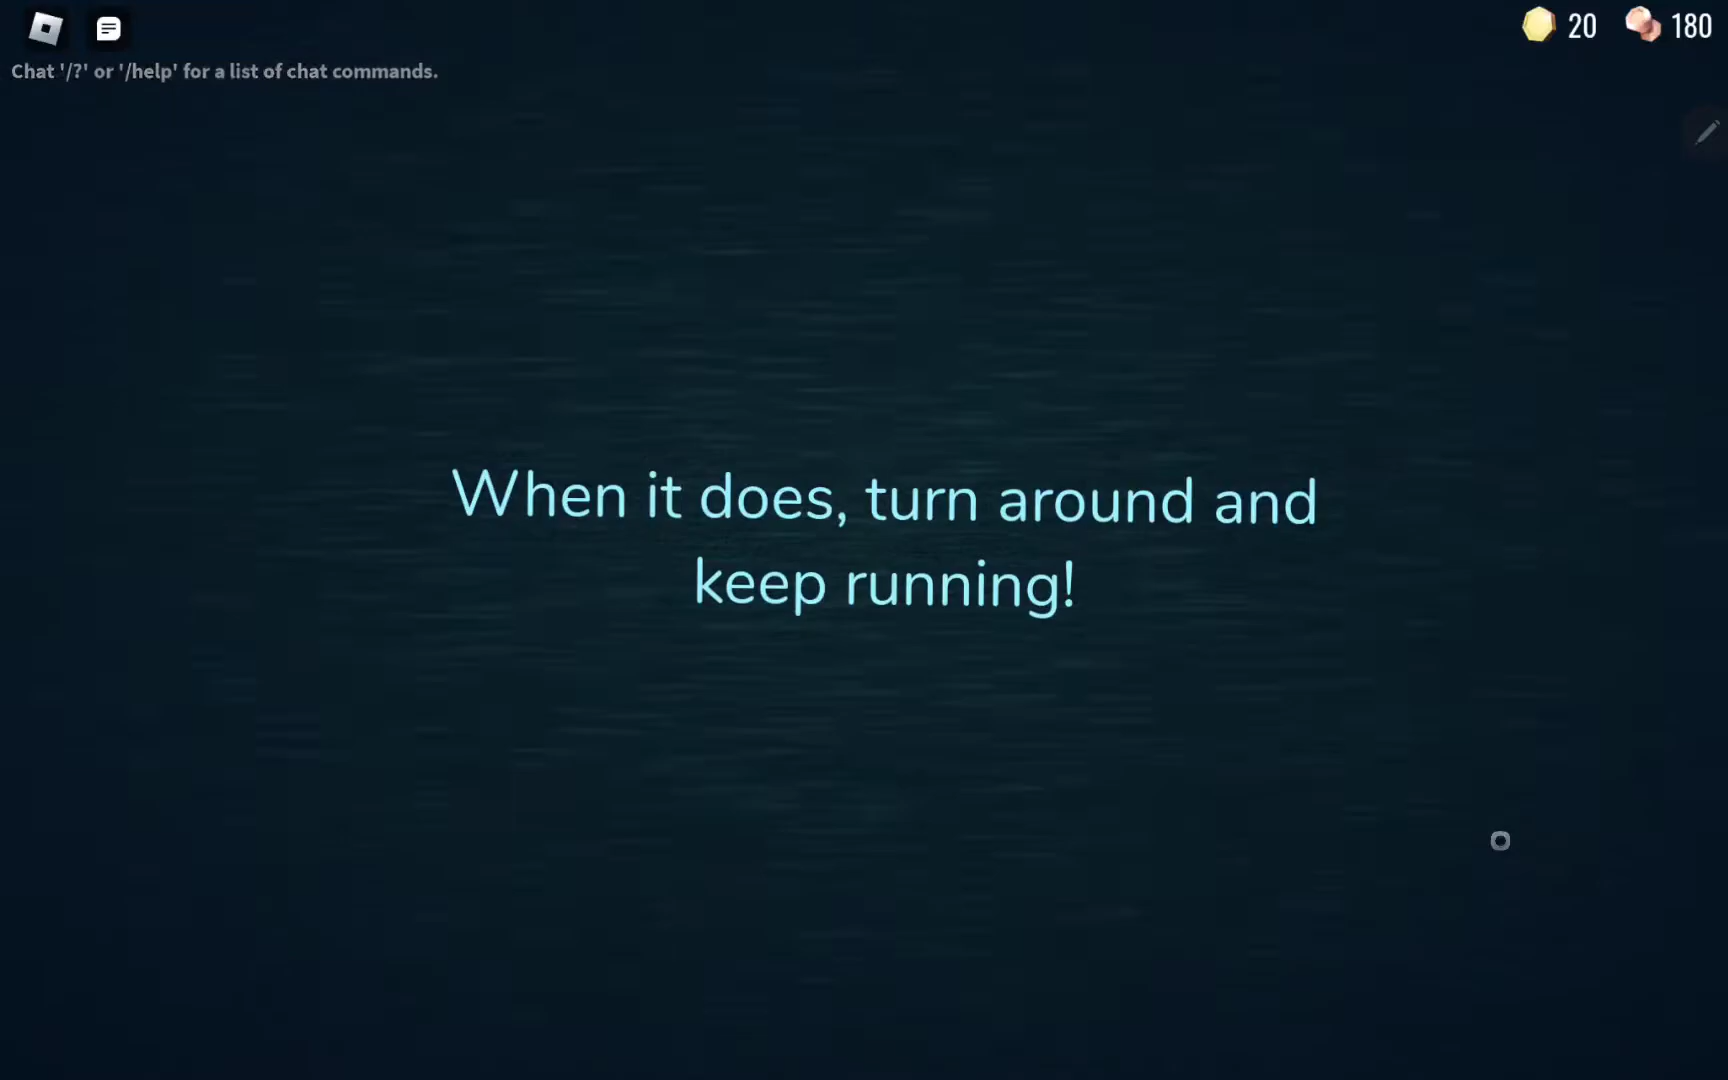 20 180
Chat '/?' or '/help' for a list of chat commands.
When it does, turn around and
keep running!